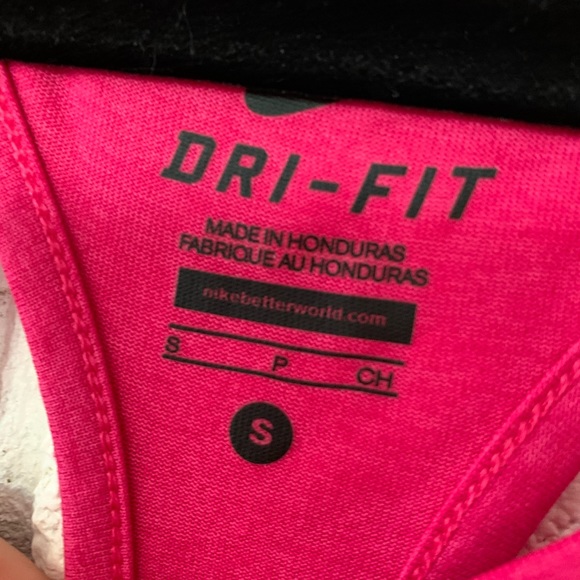 DRI-FIT
MADE IN HONDURAS
FABRIQUE AU HONDURAS
nikebetterworld.com
S P CH
S